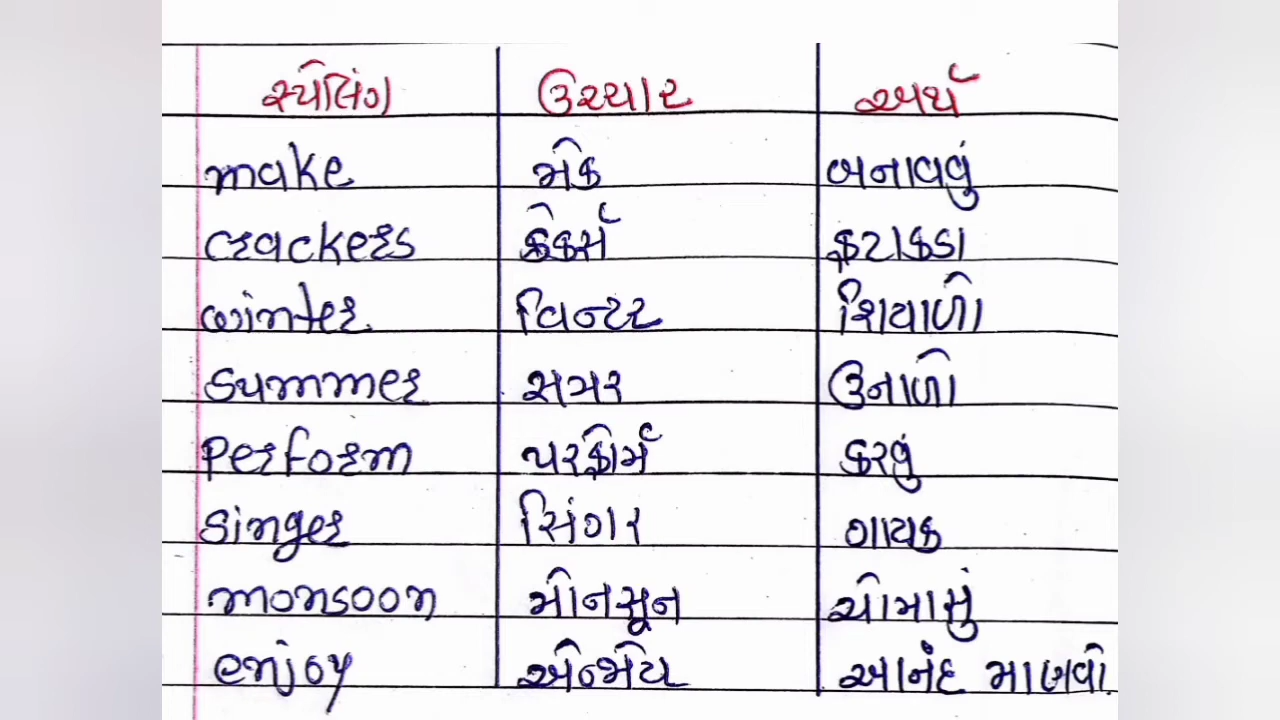 સ્પેલિંગ ઉચ્ચાર અર્થ
make મેક બનાવવું
crackers ક્રેકર્સ ફટાકડા
winter વિન્ટર શિયાળો
summer સમર ઉનાળો
perform પરફોર્મ કરવું
singer સિંગર ગાયક
monsoon મોનસૂન ચોમાસું
enjoy એન્જોય આનંદ માણવો.